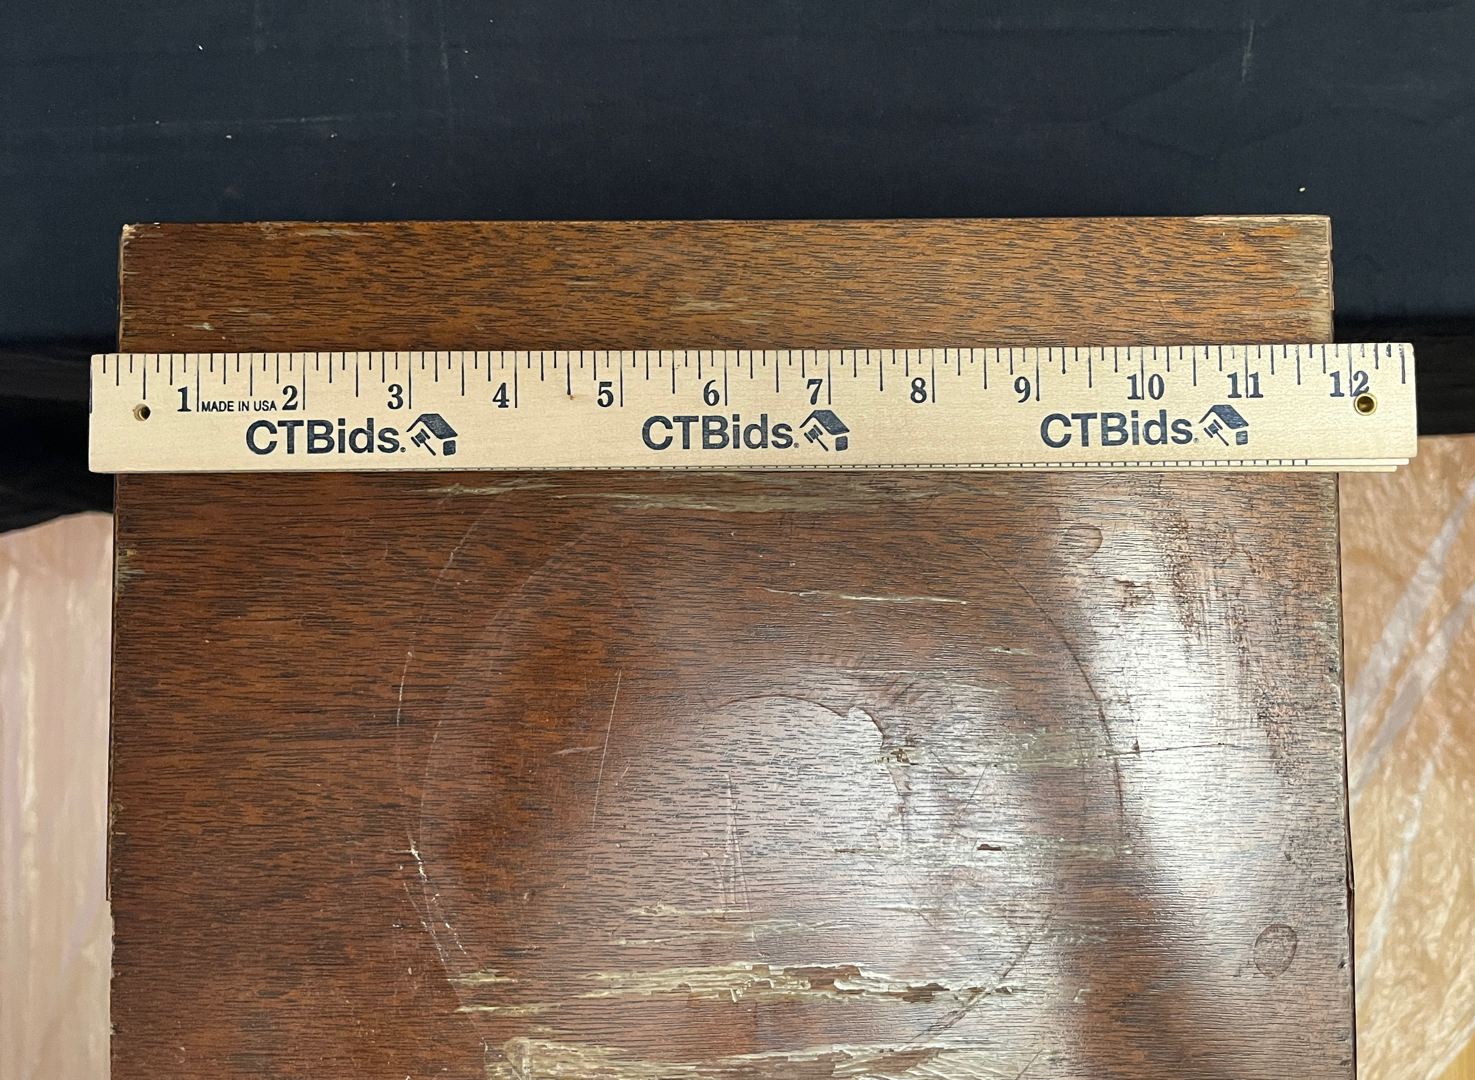 1 2 3 4 5 6 7 8 9 10 11 12
MADE IN USA
CTBids. CTBids. CTBids.